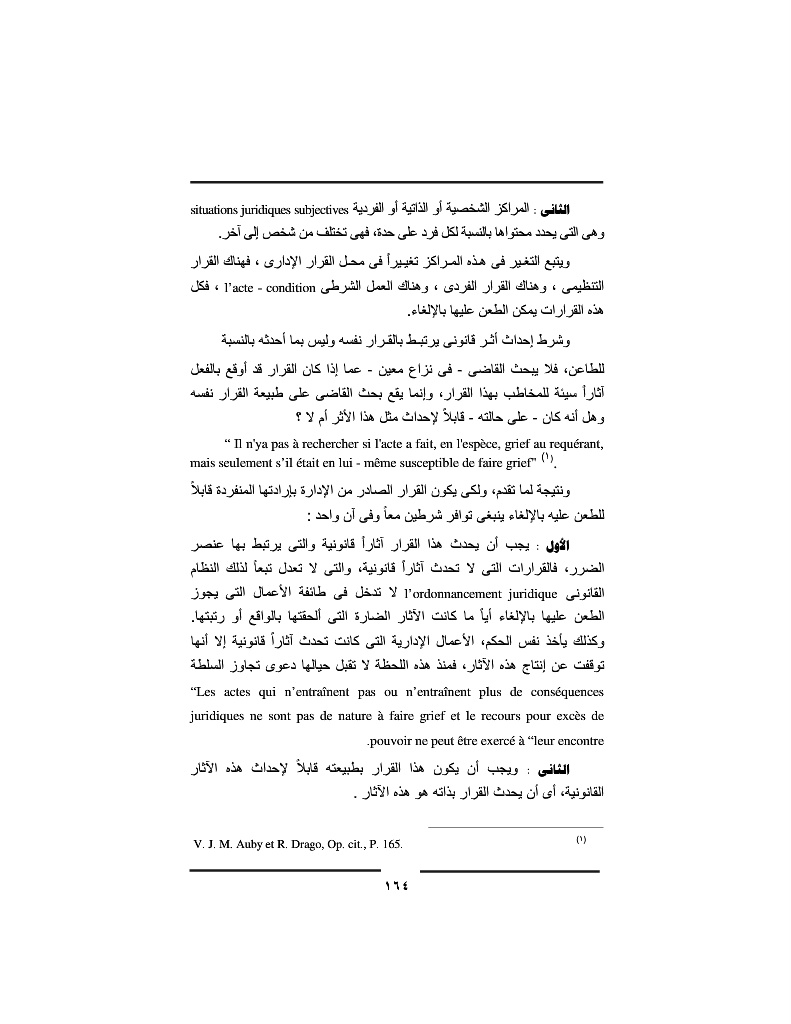 الثانى : المراكز الشخصية أو الذاتية أو الفردية situations juridiques subjectives
وهى التى يحدد محتواها بالنسبة لكل فرد على حدة، فهى تختلف من شخص إلى آخر.
ويتبع التغير فى هذه المراكز تغييراً فى محل القرار الإدارى ، فهناك القرار
التنظيمى ، وهناك القرار الفردى ، وهناك العمل الشرطى l’acte - condition ، فكل
هذه القرارات يمكن الطعن عليها بالإلغاء.
وشرط إحداث أثر قانونى يرتبط بالقرار نفسه وليس بما أحدثه بالنسبة
للطاعن، فلا يبحث القاضى - فى نزاع معين - عما إذا كان القرار قد أوقع بالفعل
آثاراً سيئة للمخاطب بهذا القرار، وإنما يقع بحث القاضى على طبيعة القرار نفسه
وهل أنه كان - على حالته - قابلاً لإحداث مثل هذا الأثر أم لا ؟
“ Il n'ya pas à rechercher si l'acte a fait, en l'espèce, grief au requérant,
mais seulement s’il était en lui - même susceptible de faire grief” (١).
ونتيجة لما تقدم، ولكى يكون القرار الصادر من الإدارة بإرادتها المنفردة قابلاً
للطعن عليه بالإلغاء ينبغى توافر شرطين معاً وفى آن واحد :
الأول : يجب أن يحدث هذا القرار آثاراً قانونية والتى يرتبط بها عنصر
الضرر، فالقرارات التى لا تحدث آثاراً قانونية، والتى لا تعدل تبعاً لذلك النظام
القانونى l’ordonnancement juridique لا تدخل فى طائفة الأعمال التى يجوز
الطعن عليها بالإلغاء أياً ما كانت الآثار الضارة التى ألحقتها بالواقع أو رتبتها.
وكذلك يأخذ نفس الحكم، الأعمال الإدارية التى كانت تحدث آثاراً قانونية إلا أنها
توقفت عن إنتاج هذه الآثار، فمنذ هذه اللحظة لا تقبل حيالها دعوى تجاوز السلطة
“Les actes qui n’entraînent pas ou n’entraînent plus de conséquences
juridiques ne sont pas de nature à faire grief et le recours pour excès de
.pouvoir ne peut être exercé à “leur encontre
الثانى : ويجب أن يكون هذا القرار بطبيعته قابلاً لإحداث هذه الآثار
القانونية، أى أن يحدث القرار بذاته هو هذه الآثار .
(١) V. J. M. Auby et R. Drago, Op. cit., P. 165.
١٦٤